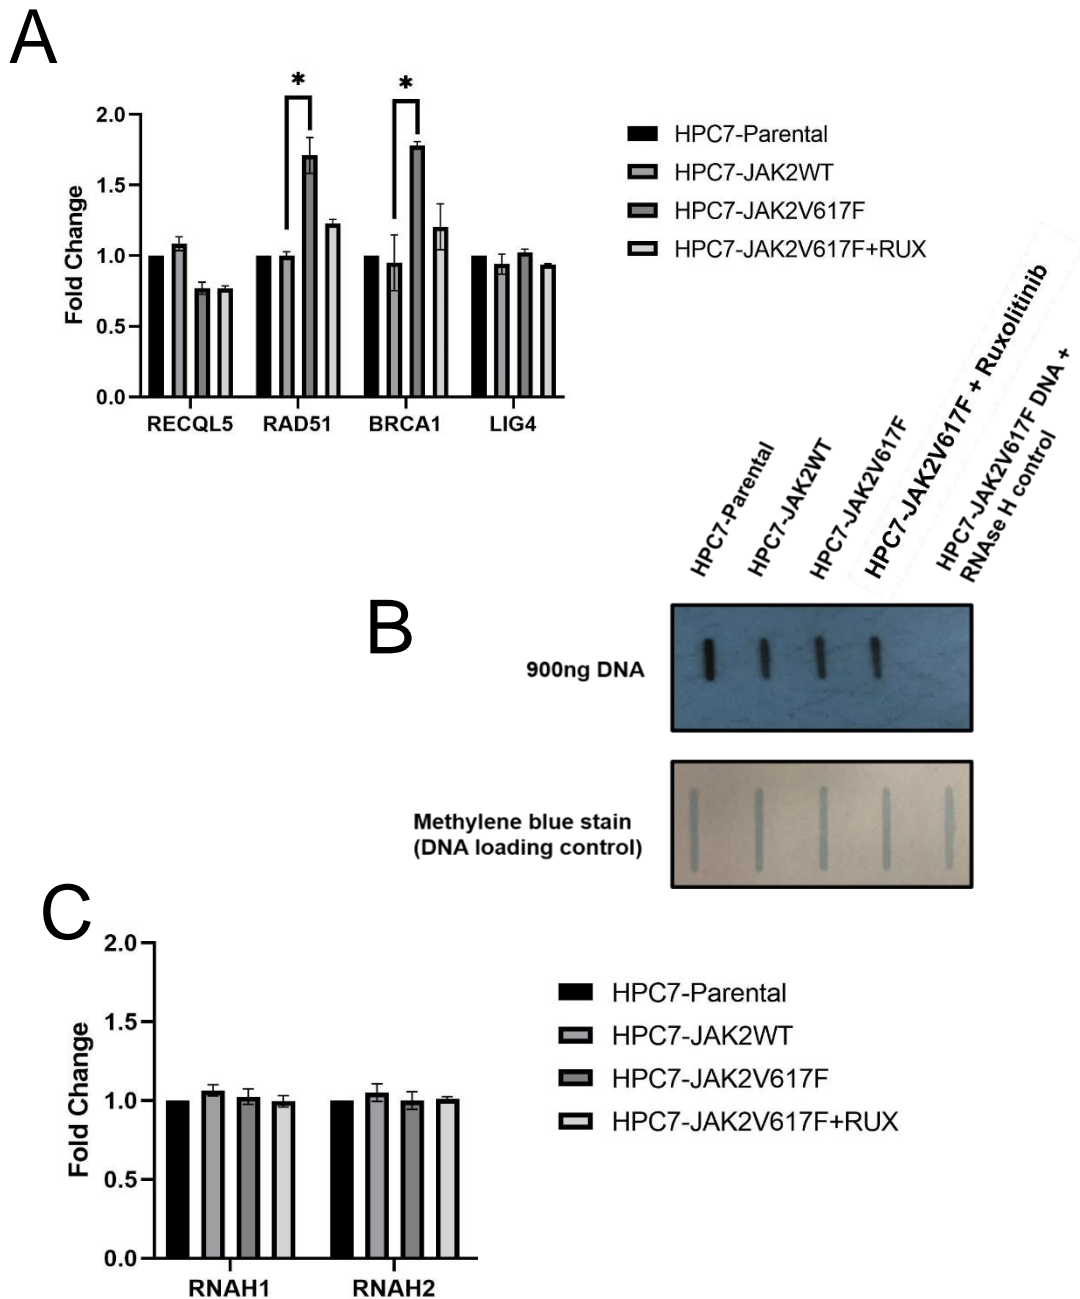 A
*
*
2.0
1.5
1.0
0.5
0.0
Fold Change
RECQL5
RAD51
BRCA1
LIG4
HPC7-Parental
HPC7-JAK2WT
HPC7-JAK2V617F
HPC7-JAK2V617F+RUX
B
HPC7-Parental
HPC7-JAK2WT
HPC7-JAK2V617F
HPC7-JAK2V617F + Ruxolitinib
HPC7-JAK2V617F DNA +
RNAse H control
900ng DNA
Methylene blue stain
(DNA loading control)
C
2.0
1.5
1.0
0.5
0.0
Fold Change
RNAH1
RNAH2
HPC7-Parental
HPC7-JAK2WT
HPC7-JAK2V617F
HPC7-JAK2V617F+RUX